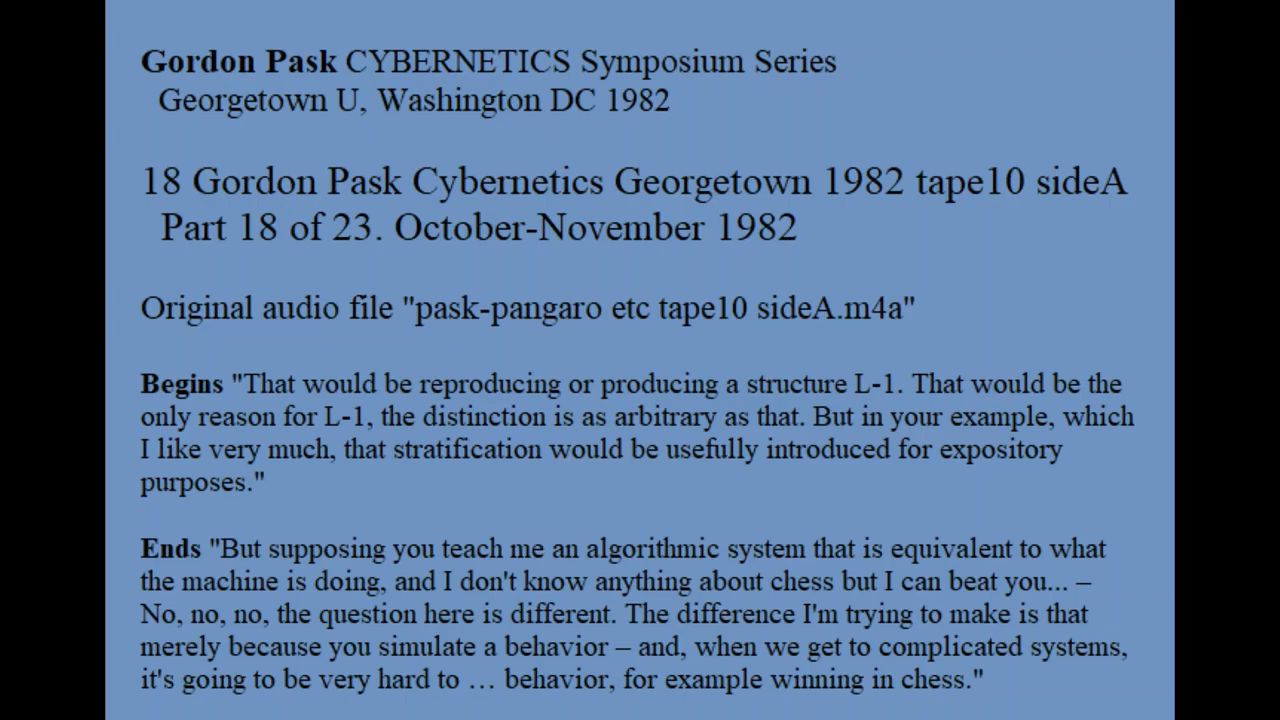 Gordon Pask CYBERNETICS Symposium Series
Georgetown U, Washington DC 1982
18 Gordon Pask Cybernetics Georgetown 1982 tape10 sideA
Part 18 of 23. October-November 1982
Original audio file "pask-pangaro etc tape10 sideA.m4a"
Begins "That would be reproducing or producing a structure L-1. That would be the
only reason for L-1, the distinction is as arbitrary as that. But in your example, which
I like very much, that stratification would be usefully introduced for expository
purposes."
Ends "But supposing you teach me an algorithmic system that is equivalent to what
the machine is doing, and I don't know anything about chess but I can beat you... –
No, no, no, the question here is different. The difference I'm trying to make is that
merely because you simulate a behavior – and, when we get to complicated systems,
it's going to be very hard to … behavior, for example winning in chess."